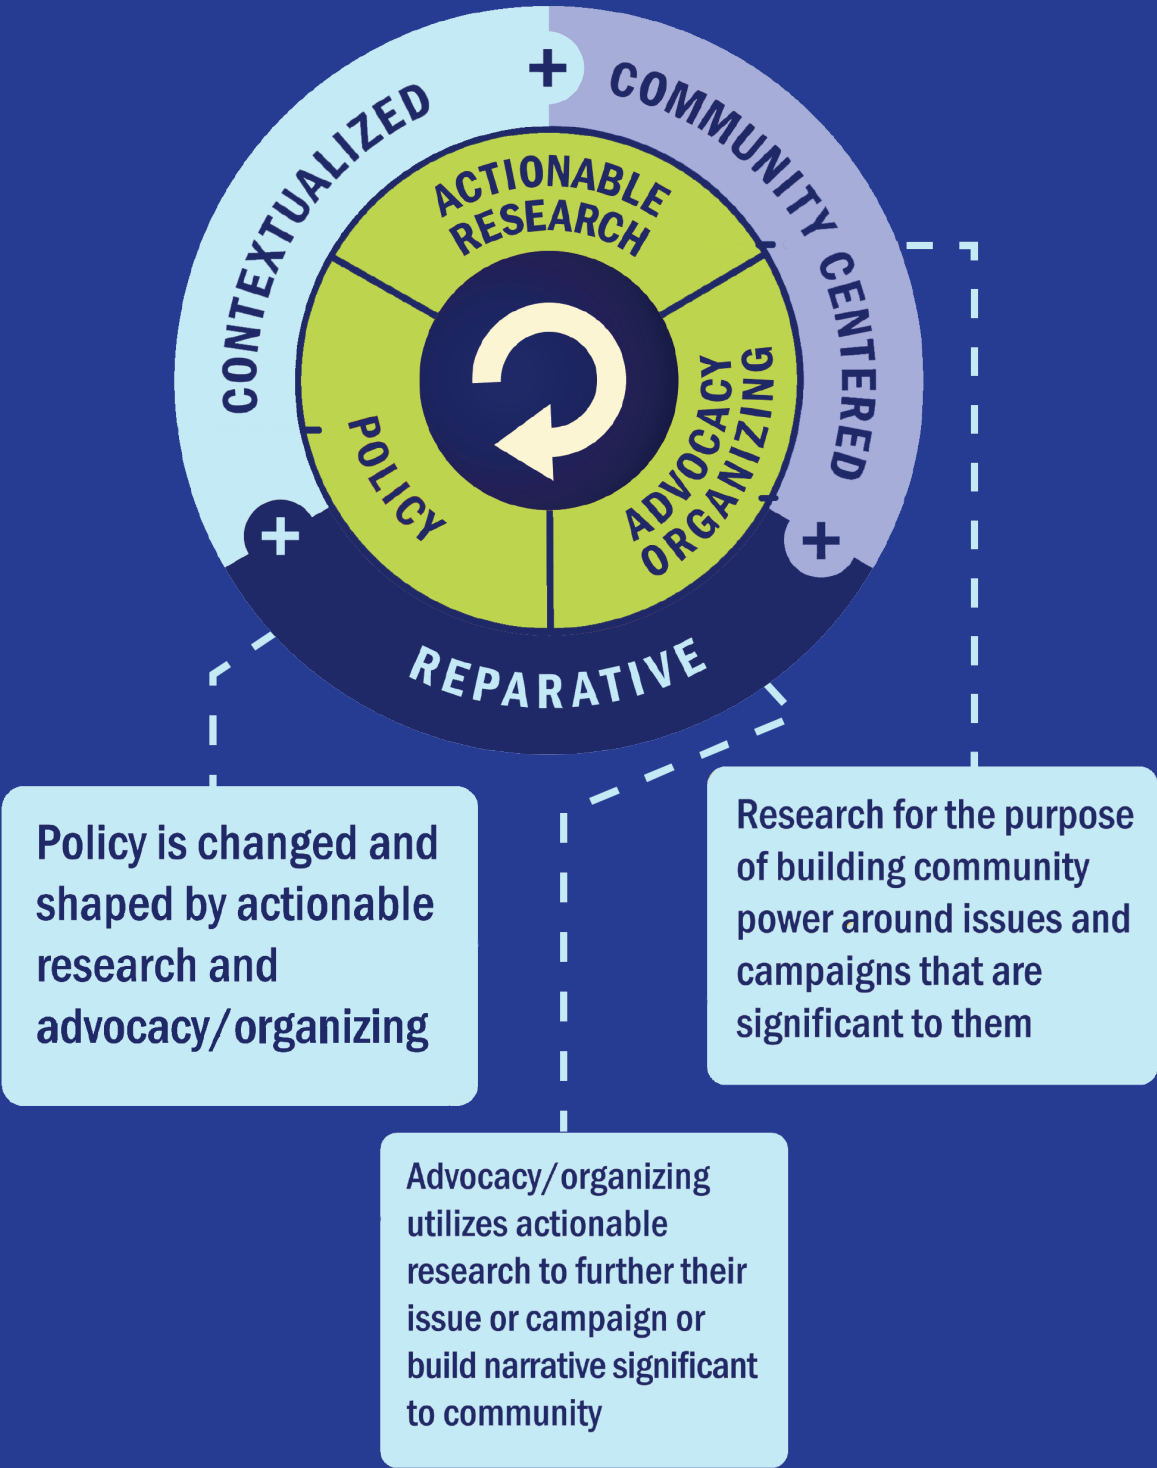 +
CONTEXTUALIZED
COMMUNITY CENTERED
ACTIONABLE
RESEARCH
ADVOCACY
ORGANIZING
POLICY
+
+
REPARATIVE
Policy is changed and
shaped by actionable
research and
advocacy/organizing
Research for the purpose
of building community
power around issues and
campaigns that are
significant to them
Advocacy/organizing
utilizes actionable
research to further their
issue or campaign or
build narrative significant
to community